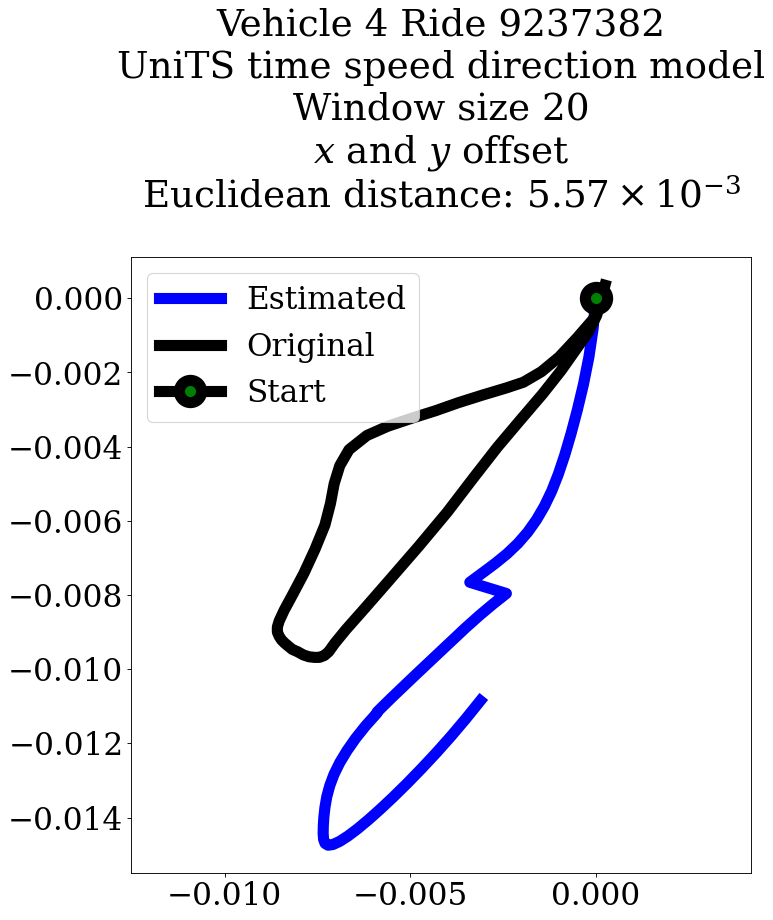 Vehicle 4 Ride 9237382
UniTS time speed direction model
Window size 20
x and y offset
Euclidean distance: 5.57 × 10⁻³
Estimated
Original
Start
0.000
−0.002
−0.004
−0.006
−0.008
−0.010
−0.012
−0.014
−0.010 −0.005 0.000